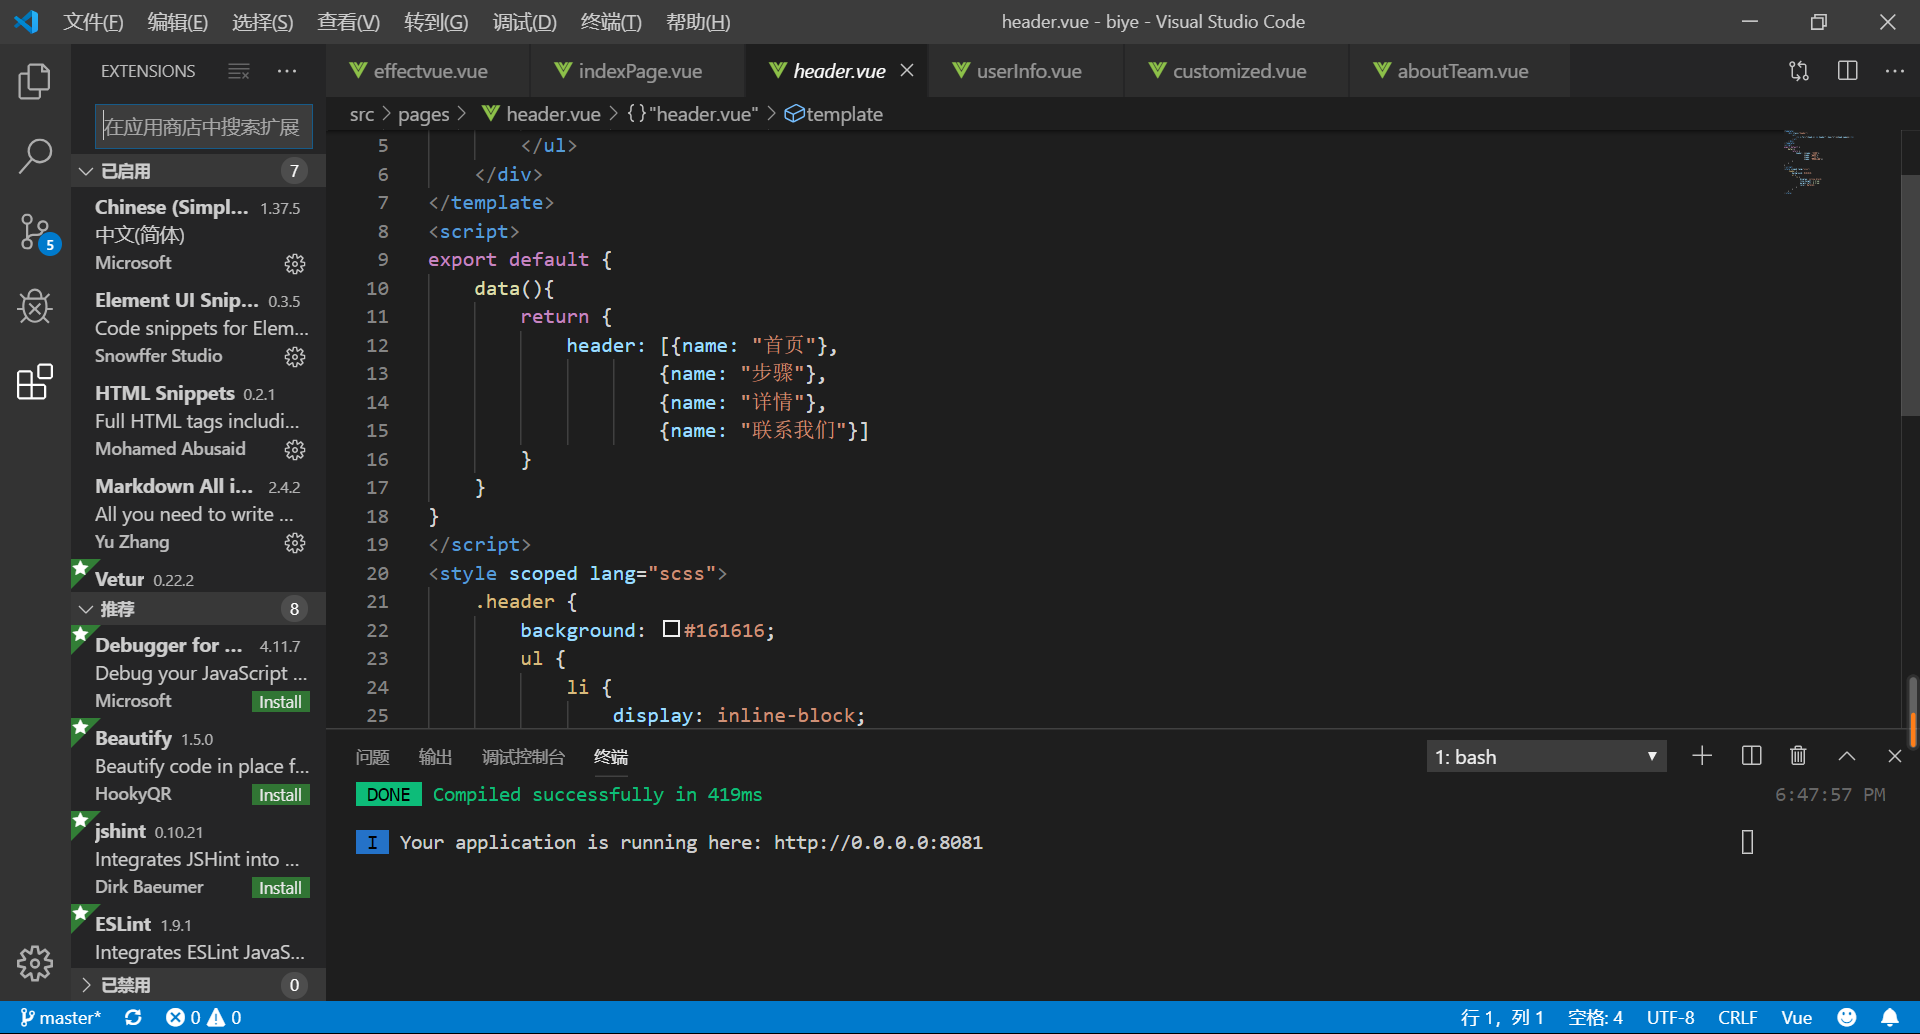 文件(F) 编辑(E) 选择(S) 查看(V) 转到(G) 调试(D) 终端(T) 帮助(H) header.vue - biye - Visual Studio Code
EXTENSIONS
在应用商店中搜索扩展
已启用 7
Chinese (Simpl... 1.37.5
中文(简体)
Microsoft
Element UI Snip... 0.3.5
Code snippets for Elem...
Snowffer Studio
HTML Snippets 0.2.1
Full HTML tags includi...
Mohamed Abusaid
Markdown All i... 2.4.2
All you need to write ...
Yu Zhang
Vetur 0.22.2
推荐 8
Debugger for ... 4.11.7
Debug your JavaScript ...
Microsoft Install
Beautify 1.5.0
Beautify code in place f...
HookyQR Install
jshint 0.10.21
Integrates JSHint into ...
Dirk Baeumer Install
ESLint 1.9.1
Integrates ESLint JavaS...
已禁用 0
5
effectvue.vue indexPage.vue header.vue userInfo.vue customized.vue aboutTeam.vue
src > pages > header.vue > {}"header.vue" > template
5 </ul>
6 </div>
7 </template>
8 <script>
9 export default {
10 data(){
11 return {
12 header: [{name: "首页"},
13 {name: "步骤"},
14 {name: "详情"},
15 {name: "联系我们"}]
16 }
17 }
18 }
19 </script>
20 <style scoped lang="scss">
21 .header {
22 background: #161616;
23 ul {
24 li {
25 display: inline-block;
问题 输出 调试控制台 终端 1: bash
DONE Compiled successfully in 419ms 6:47:57 PM
I Your application is running here: http://0.0.0.0:8081
master* 0 0 行 1，列 1 空格: 4 UTF-8 CRLF Vue